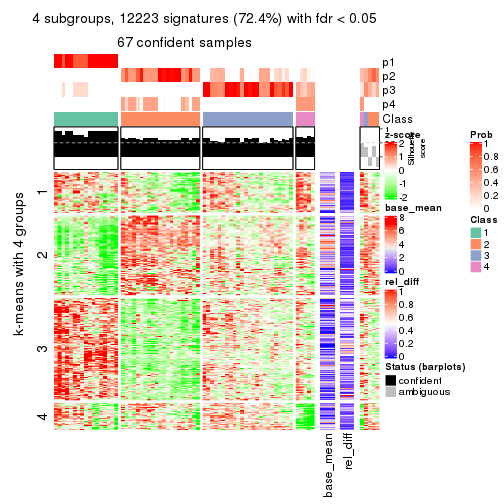 4 subgroups, 12223 signatures (72.4%) with fdr < 0.05
67 confident samples
p1
p2
p3
p4
Class
1
Silhouette
score
k-means with 4 groups
1
2
3
4
base_mean
rel_diff
z-score
2
1
0
-1
-2
base_mean
8
6
4
2
0
rel_diff
1
0.8
0.6
0.4
0.2
0
Status (barplots)
confident
ambiguous
Prob
1
0.8
0.6
0.4
0.2
0
Class
1
2
3
4